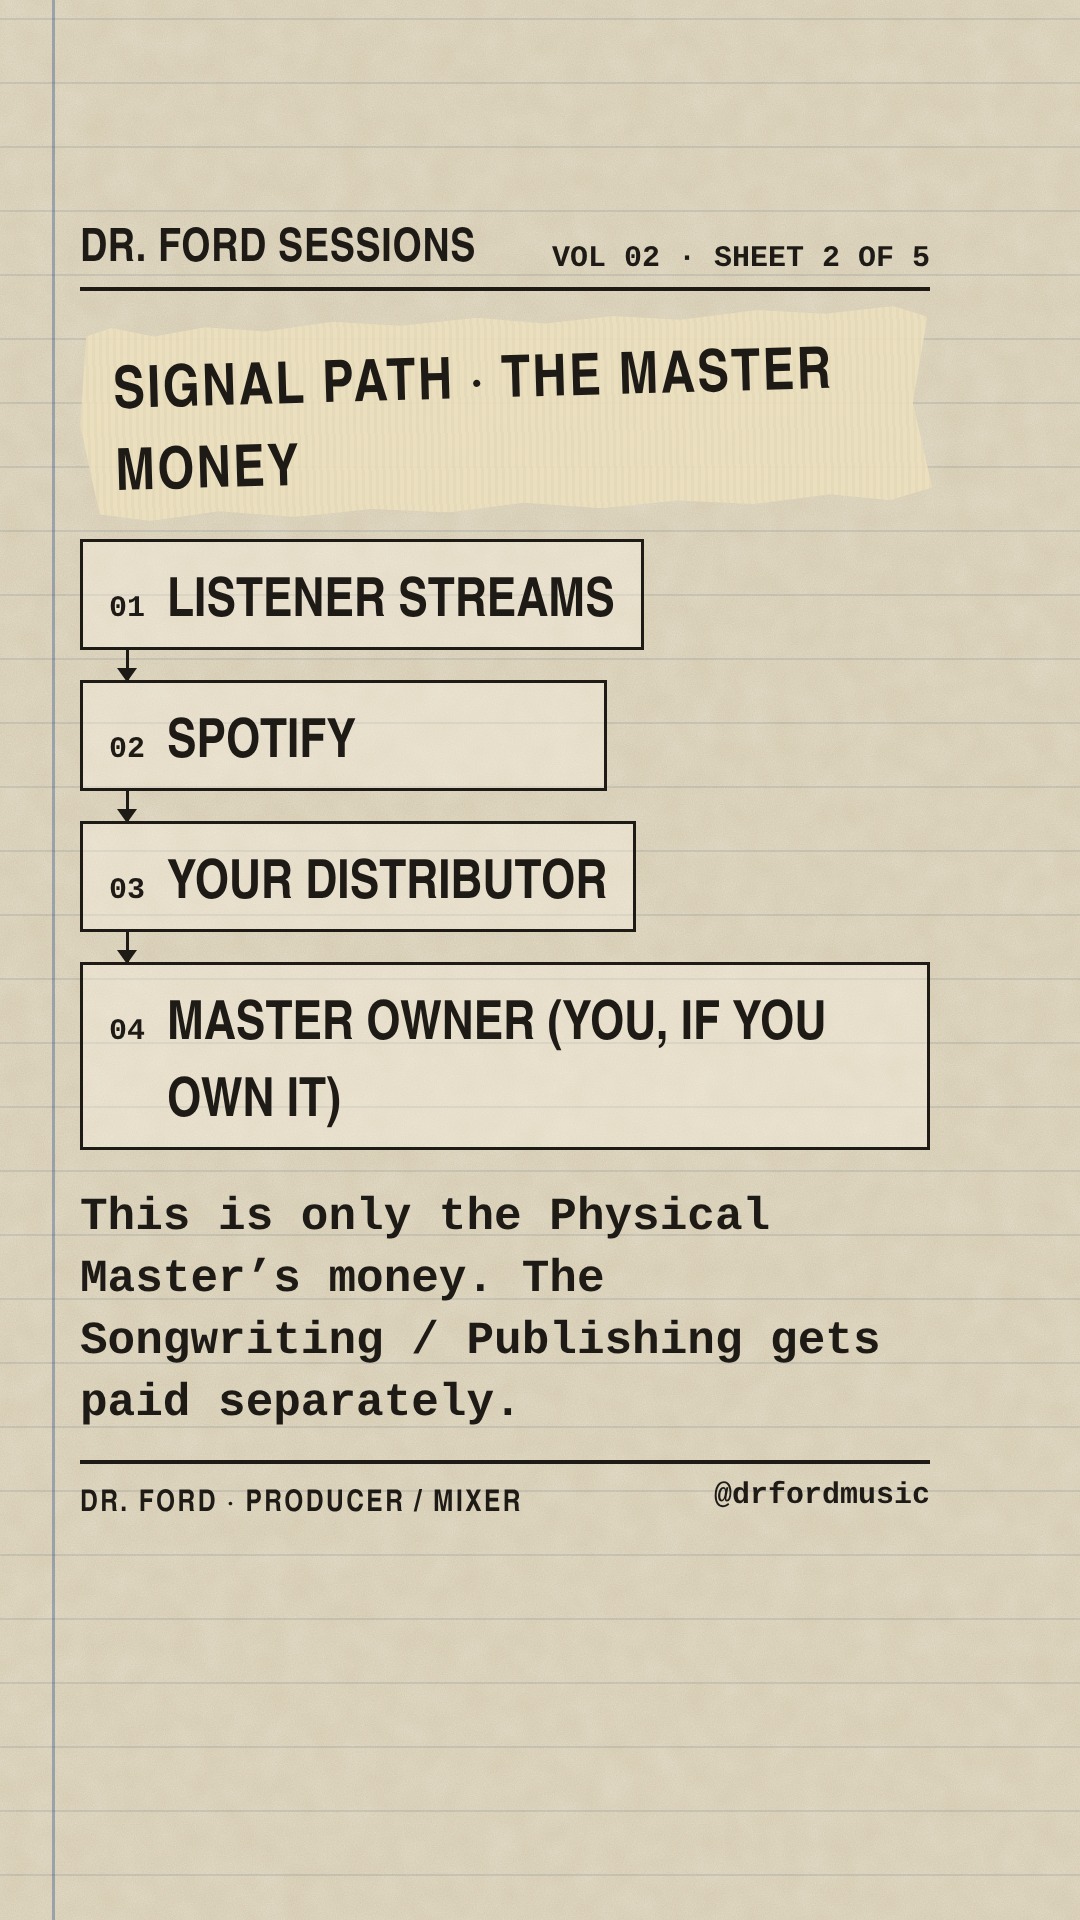 DR. FORD SESSIONS
VOL 02 · SHEET 2 OF 5
SIGNAL PATH · THE MASTER
MONEY
01 LISTENER STREAMS
02 SPOTIFY
03 YOUR DISTRIBUTOR
04 MASTER OWNER (YOU, IF YOU
OWN IT)
This is only the Physical
Master’s money. The
Songwriting / Publishing gets
paid separately.
DR. FORD · PRODUCER / MIXER
@drfordmusic